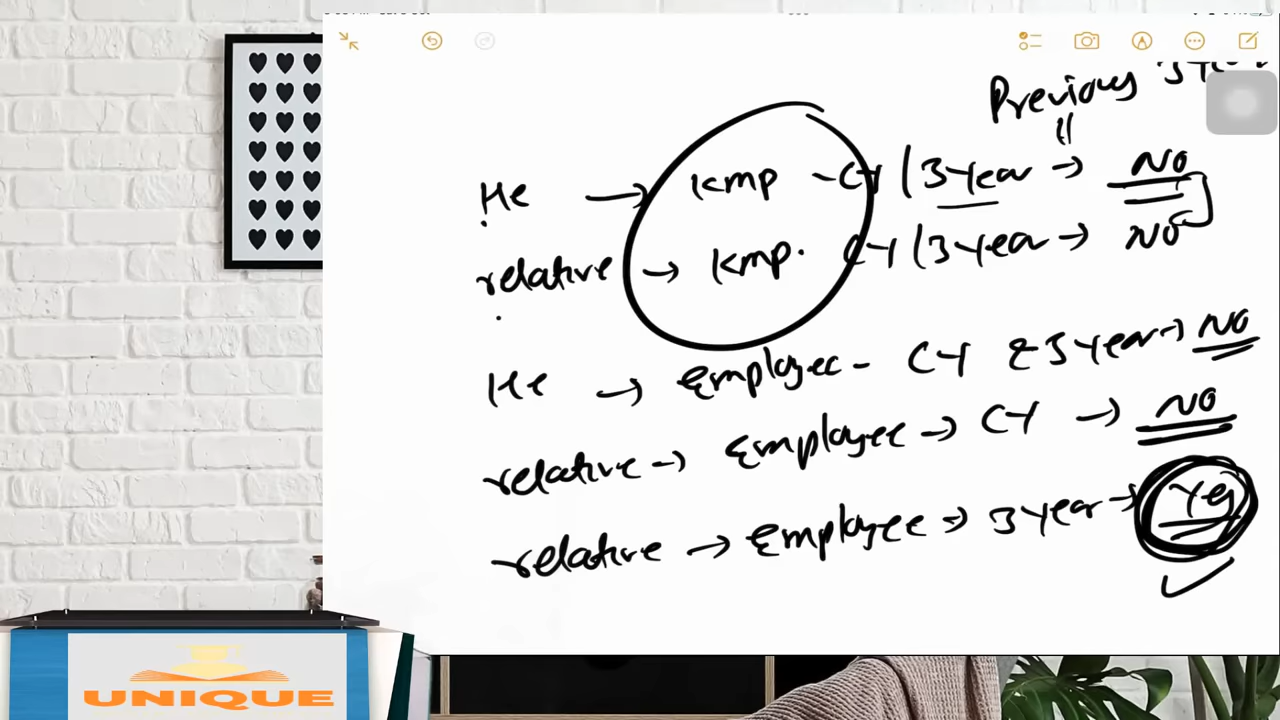 Previous 3 Year
He → KMP - CY / 3 Year → NO
relative → KMP. CY / 3 Year → NO
He → Employee - CY & 3 Year → NO
relative → Employee → CY → NO
relative → Employee → 3 Year → Yes
UNIQUE